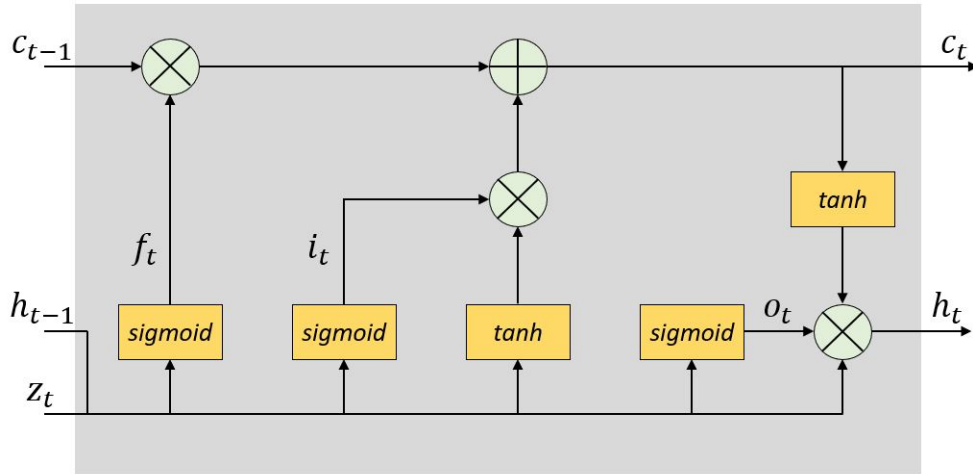 c_{t-1}
c_t
tanh
f_t
i_t
h_{t-1}
sigmoid
sigmoid
tanh
sigmoid
o_t
h_t
z_t